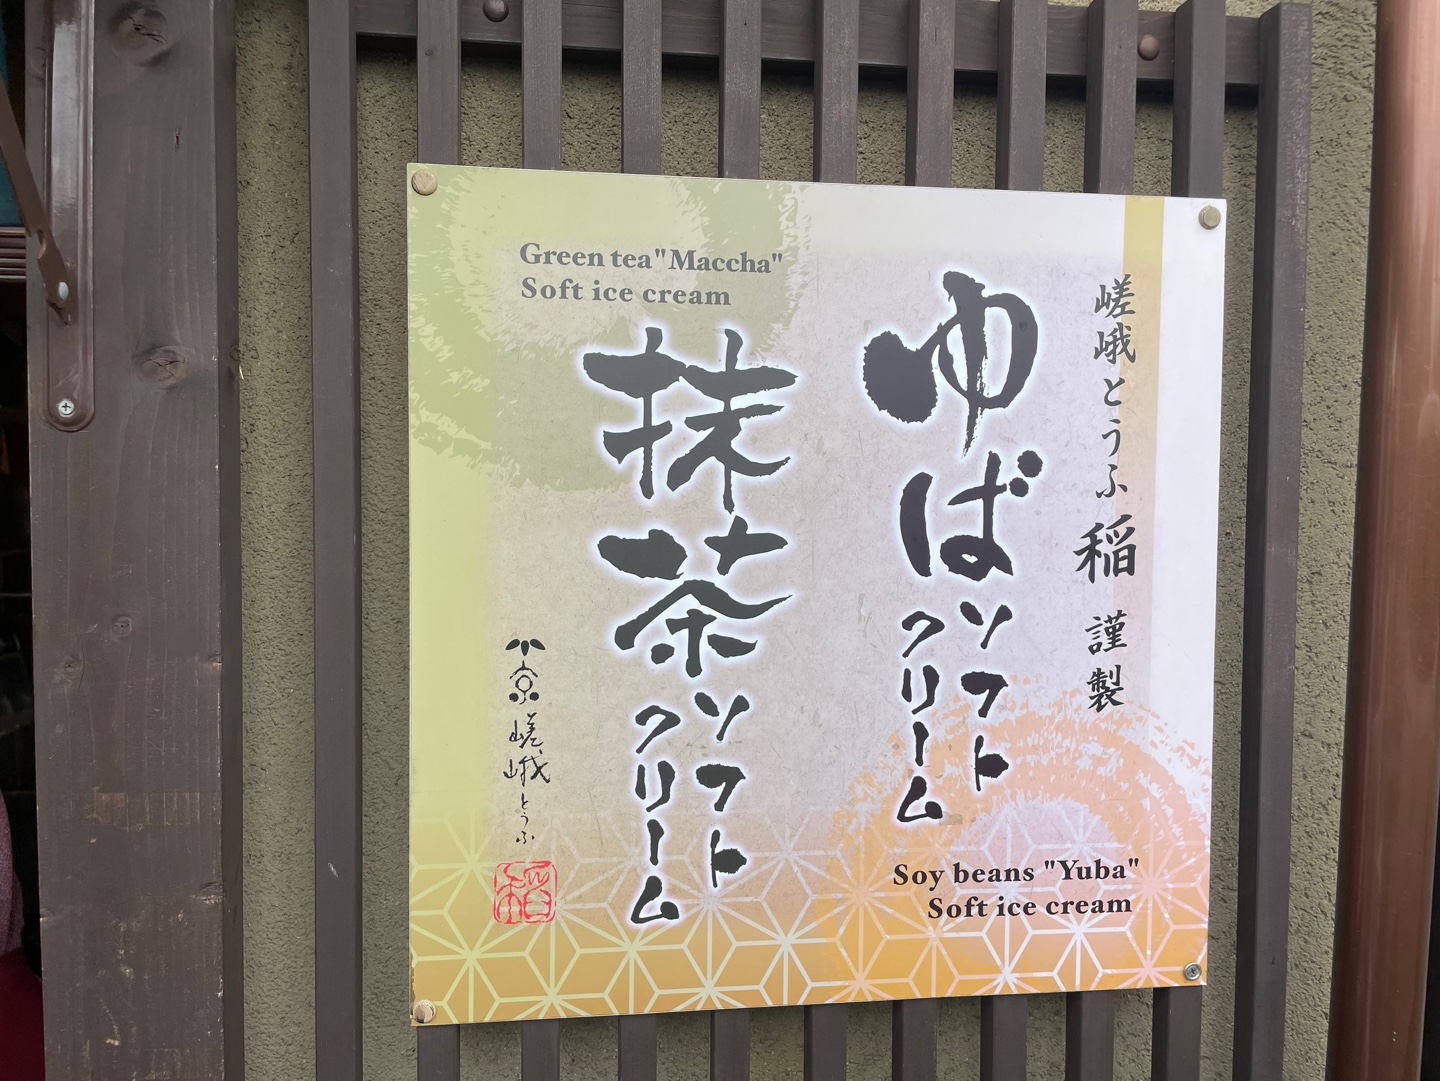 嵯峨とうふ 稲 謹製
ゆば
ソフト
クリーム
Soy beans "Yuba"
Soft ice cream
Green tea"Maccha"
Soft ice cream
抹茶
ソフト
クリーム
京
嵯峨
とうふ
稲